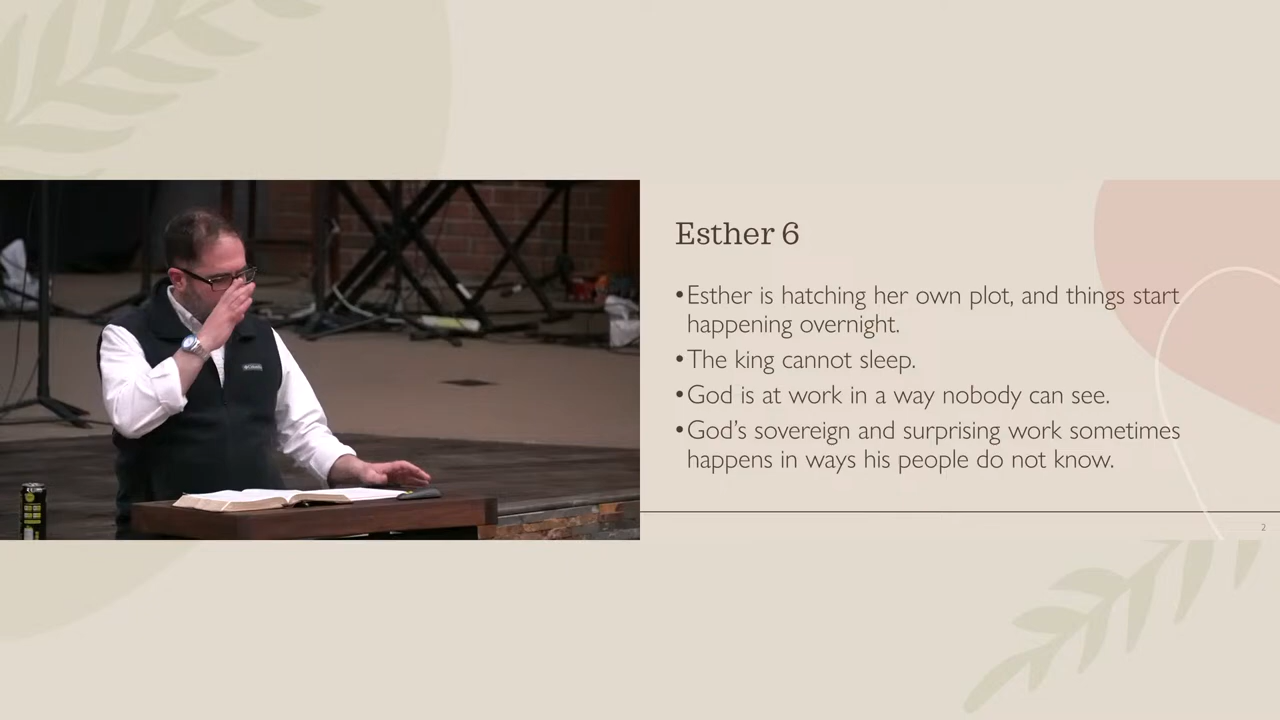 Esther 6
•Esther is hatching her own plot, and things start
happening overnight.
•The king cannot sleep.
•God is at work in a way nobody can see.
•God’s sovereign and surprising work sometimes
happens in ways his people do not know.
2